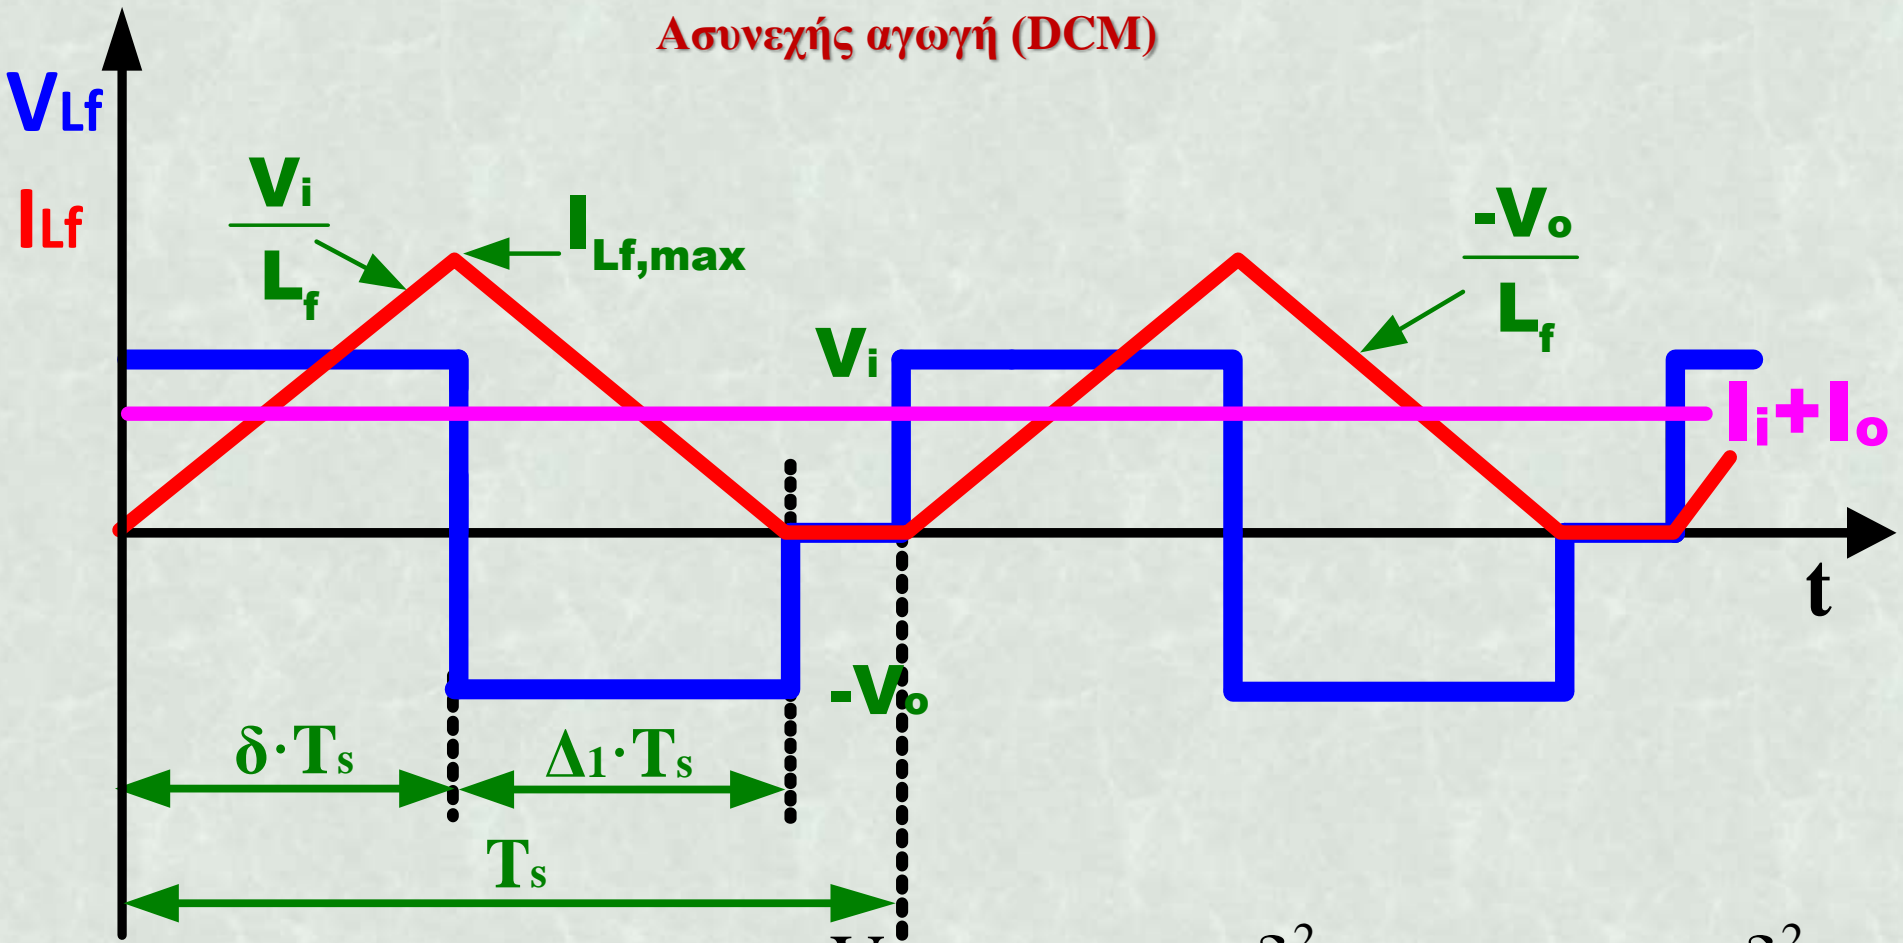 Ασυνεχής αγωγή (DCM)
VLf
ILf
Vi
Lf
ILf,max
-Vo
Lf
Vi
Ii+Io
t
-Vo
δ·Ts
Δ1·Ts
Ts